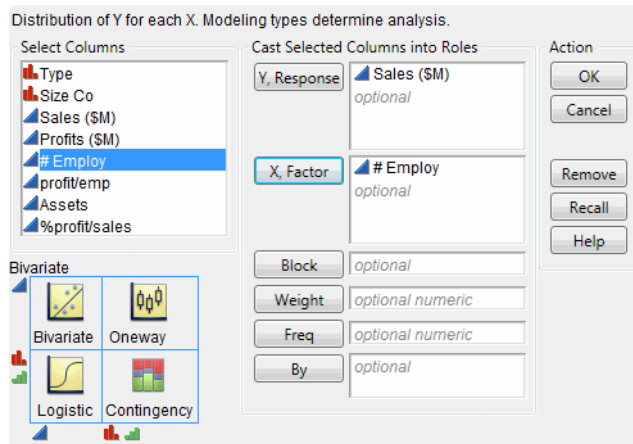 Distribution of Y for each X. Modeling types determine analysis.
Select Columns
Type
Size Co
Sales ($M)
Profits ($M)
# Employ
profit/emp
Assets
%profit/sales
Cast Selected Columns into Roles
Y, Response
Sales ($M)
optional
X, Factor
# Employ
optional
Block
optional
Weight
optional numeric
Freq
optional numeric
By
optional
Action
OK
Cancel
Remove
Recall
Help
Bivariate
Bivariate
Oneway
Logistic
Contingency